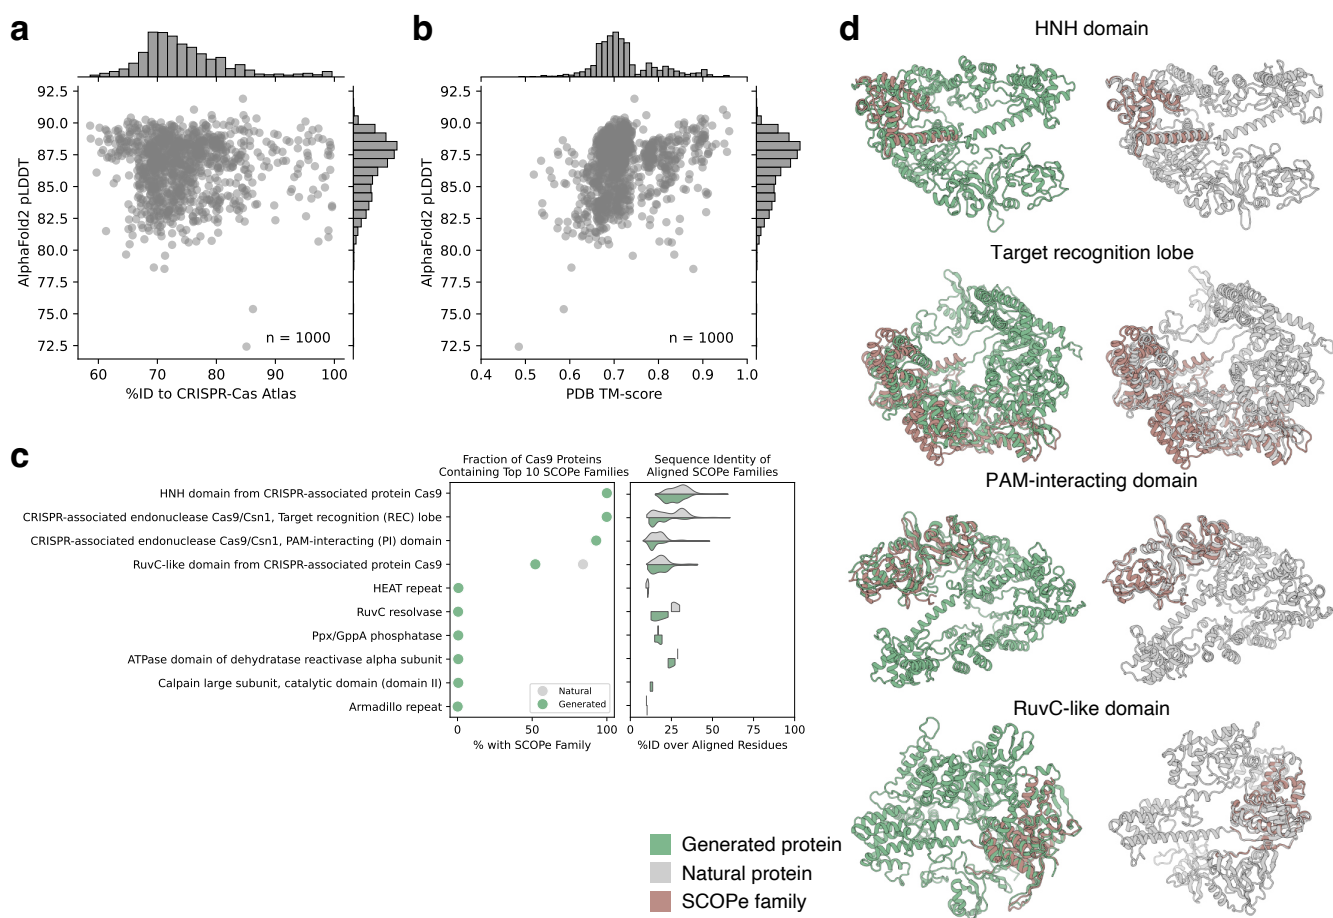 a
92.5
90.0
87.5
85.0
82.5
80.0
77.5
75.0
72.5
AlphaFold2 pLDDT
n = 1000
60 70 80 90 100
%ID to CRISPR-Cas Atlas
b
92.5
90.0
87.5
85.0
82.5
80.0
77.5
75.0
72.5
AlphaFold2 pLDDT
n = 1000
0.4 0.5 0.6 0.7 0.8 0.9 1.0
PDB TM-score
c
Fraction of Cas9 Proteins
Containing Top 10 SCOPe Families
Sequence Identity of
Aligned SCOPe Families
HNH domain from CRISPR-associated protein Cas9
CRISPR-associated endonuclease Cas9/Csn1, Target recognition (REC) lobe
CRISPR-associated endonuclease Cas9/Csn1, PAM-interacting (PI) domain
RuvC-like domain from CRISPR-associated protein Cas9
HEAT repeat
RuvC resolvase
Ppx/GppA phosphatase
ATPase domain of dehydratase reactivase alpha subunit
Calpain large subunit, catalytic domain (domain II)
Armadillo repeat
Natural
Generated
0 50 100
% with SCOPe Family
0 25 50 75 100
%ID over Aligned Residues
d
HNH domain
Target recognition lobe
PAM-interacting domain
RuvC-like domain
Generated protein
Natural protein
SCOPe family